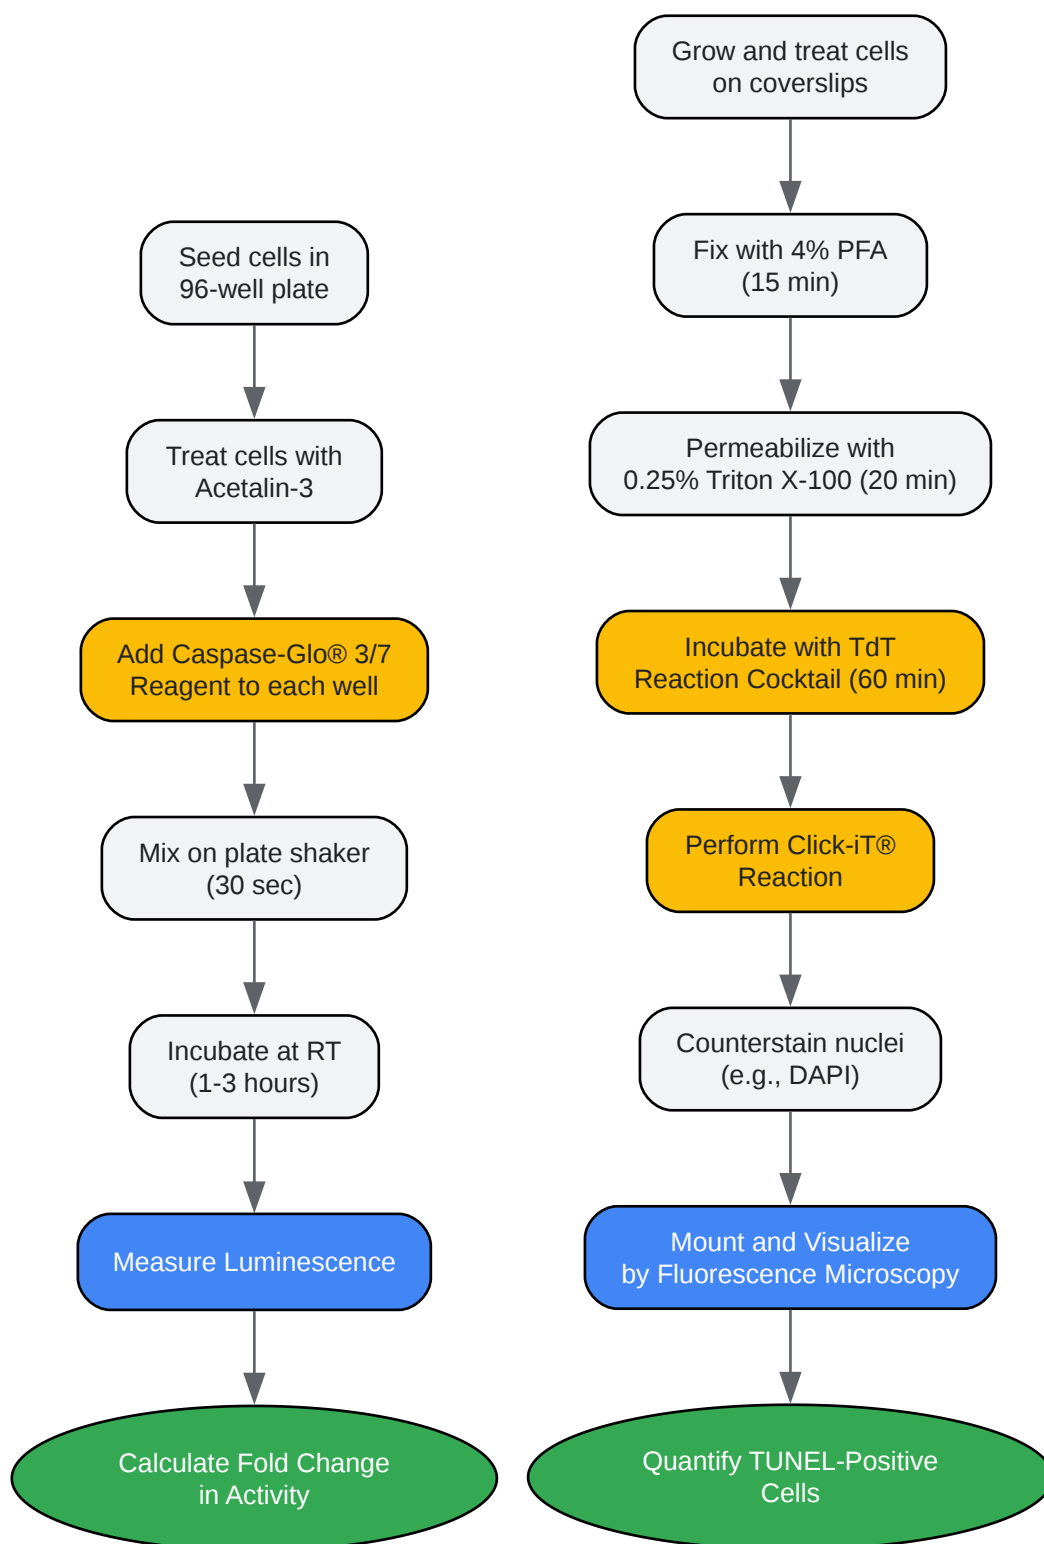 Seed cells in
96-well plate
Treat cells with
Acetalin-3
Add Caspase-Glo® 3/7
Reagent to each well
Mix on plate shaker
(30 sec)
Incubate at RT
(1-3 hours)
Measure Luminescence
Calculate Fold Change
in Activity
Grow and treat cells
on coverslips
Fix with 4% PFA
(15 min)
Permeabilize with
0.25% Triton X-100 (20 min)
Incubate with TdT
Reaction Cocktail (60 min)
Perform Click-iT®
Reaction
Counterstain nuclei
(e.g., DAPI)
Mount and Visualize
by Fluorescence Microscopy
Quantify TUNEL-Positive
Cells